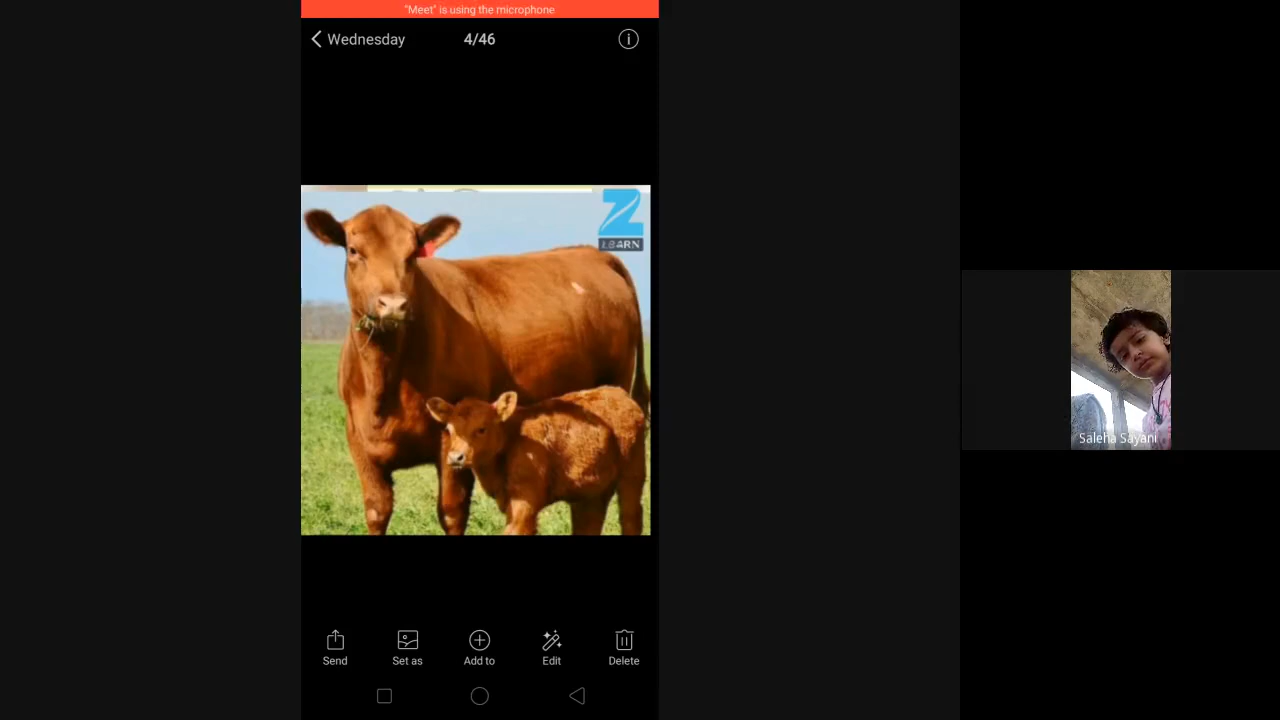 "Meet" is using the microphone
Wednesday
4/46
Z
LEARN
Send
Set as
Add to
Edit
Delete
Saleha Sayani